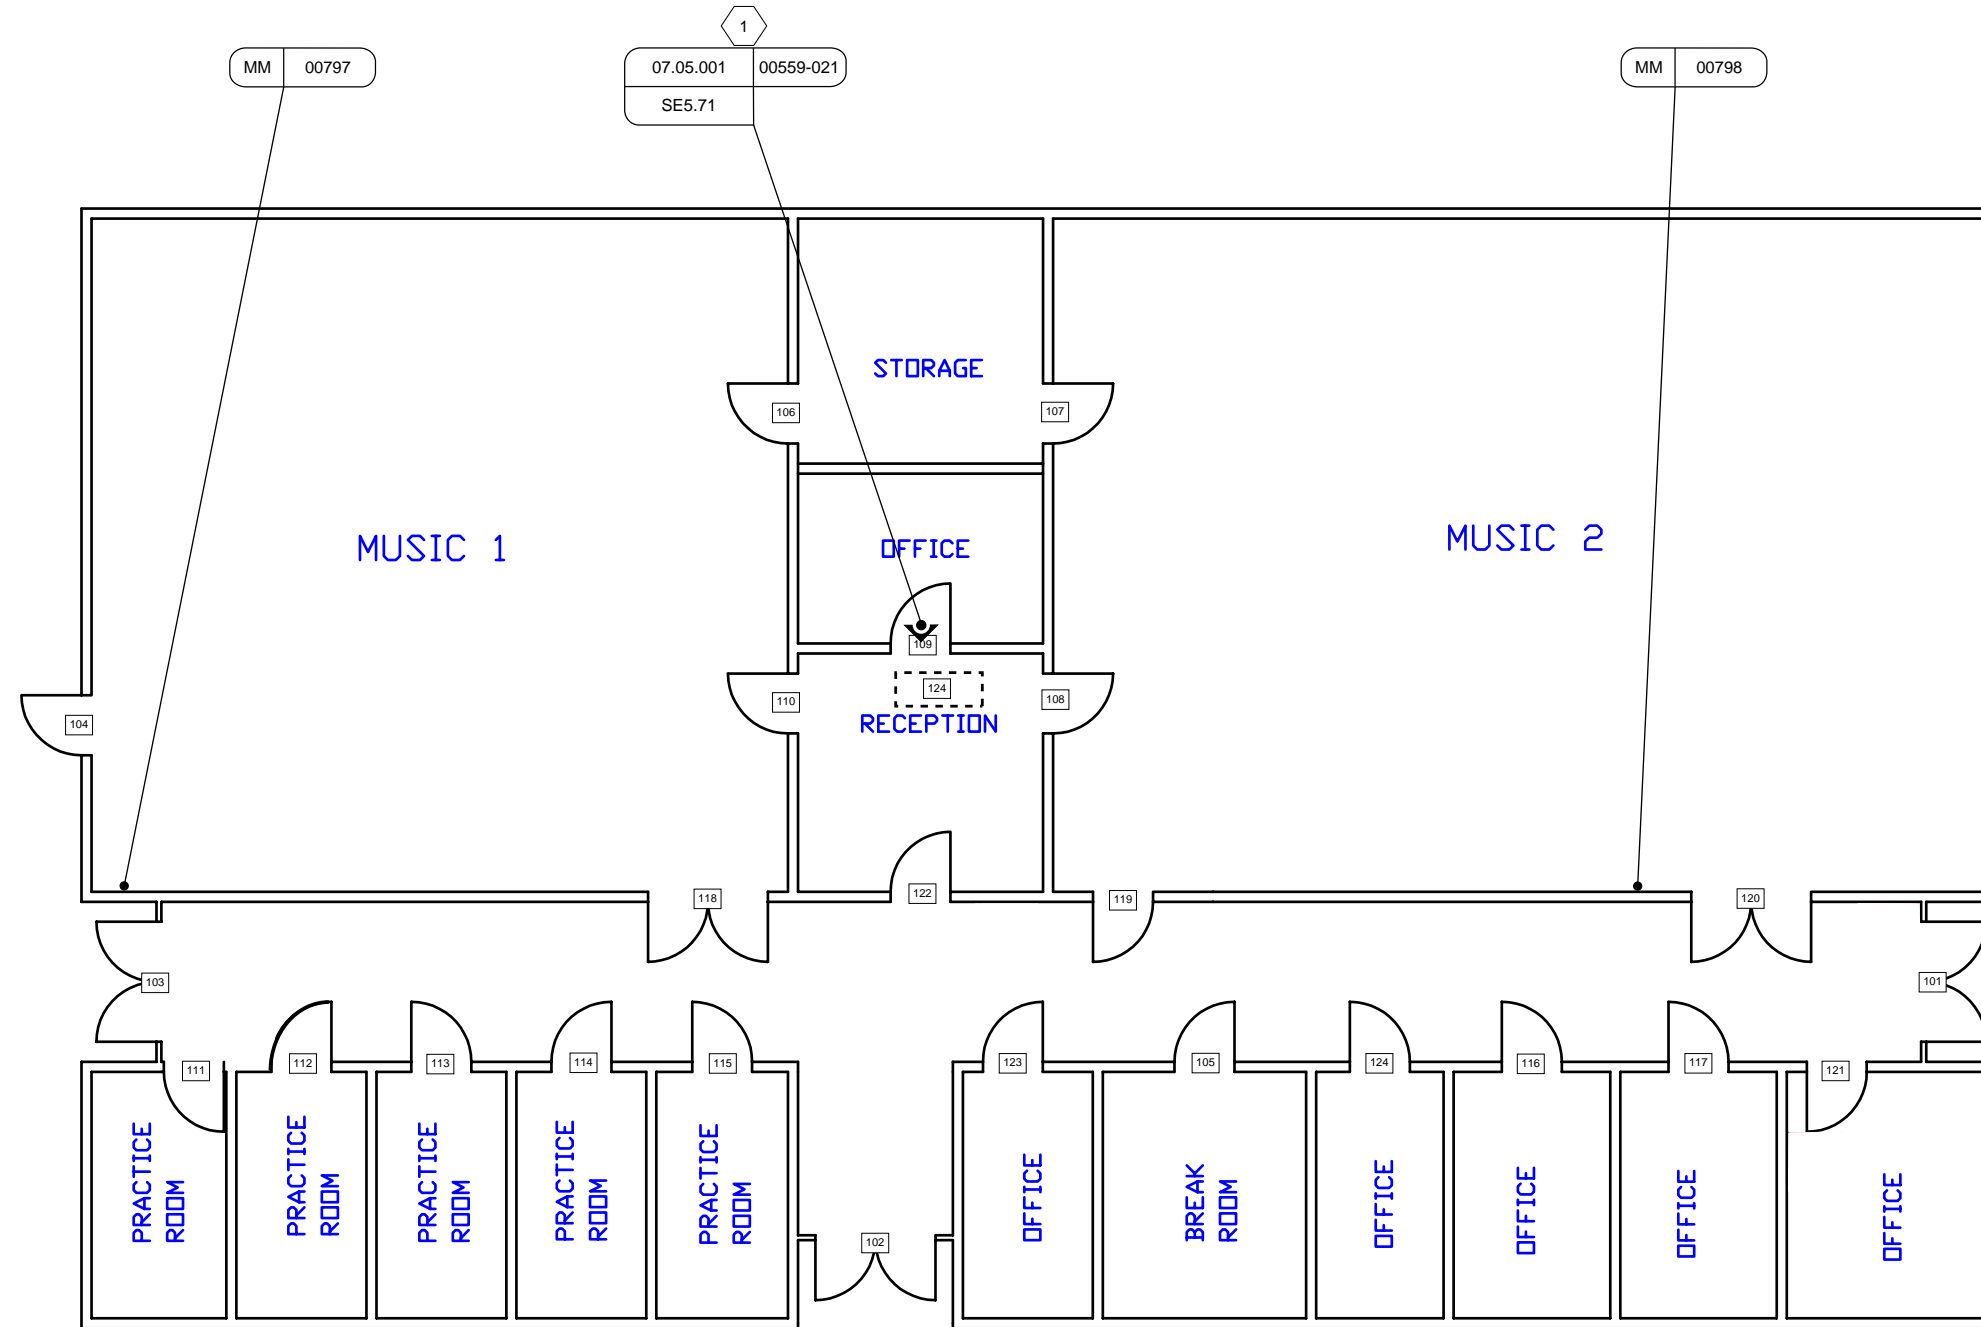 1
MM 00797
07.05.001 00559-021
SE5.71
MM 00798
STORAGE
106
107
MUSIC 1
OFFICE
MUSIC 2
109
124
110
108
RECEPTION
104
118
122
119
120
103
101
111
112
113
114
115
123
105
124
116
117
121
PRACTICE
ROOM
PRACTICE
ROOM
PRACTICE
ROOM
PRACTICE
ROOM
PRACTICE
ROOM
102
OFFICE
BREAK
ROOM
OFFICE
OFFICE
OFFICE
OFFICE